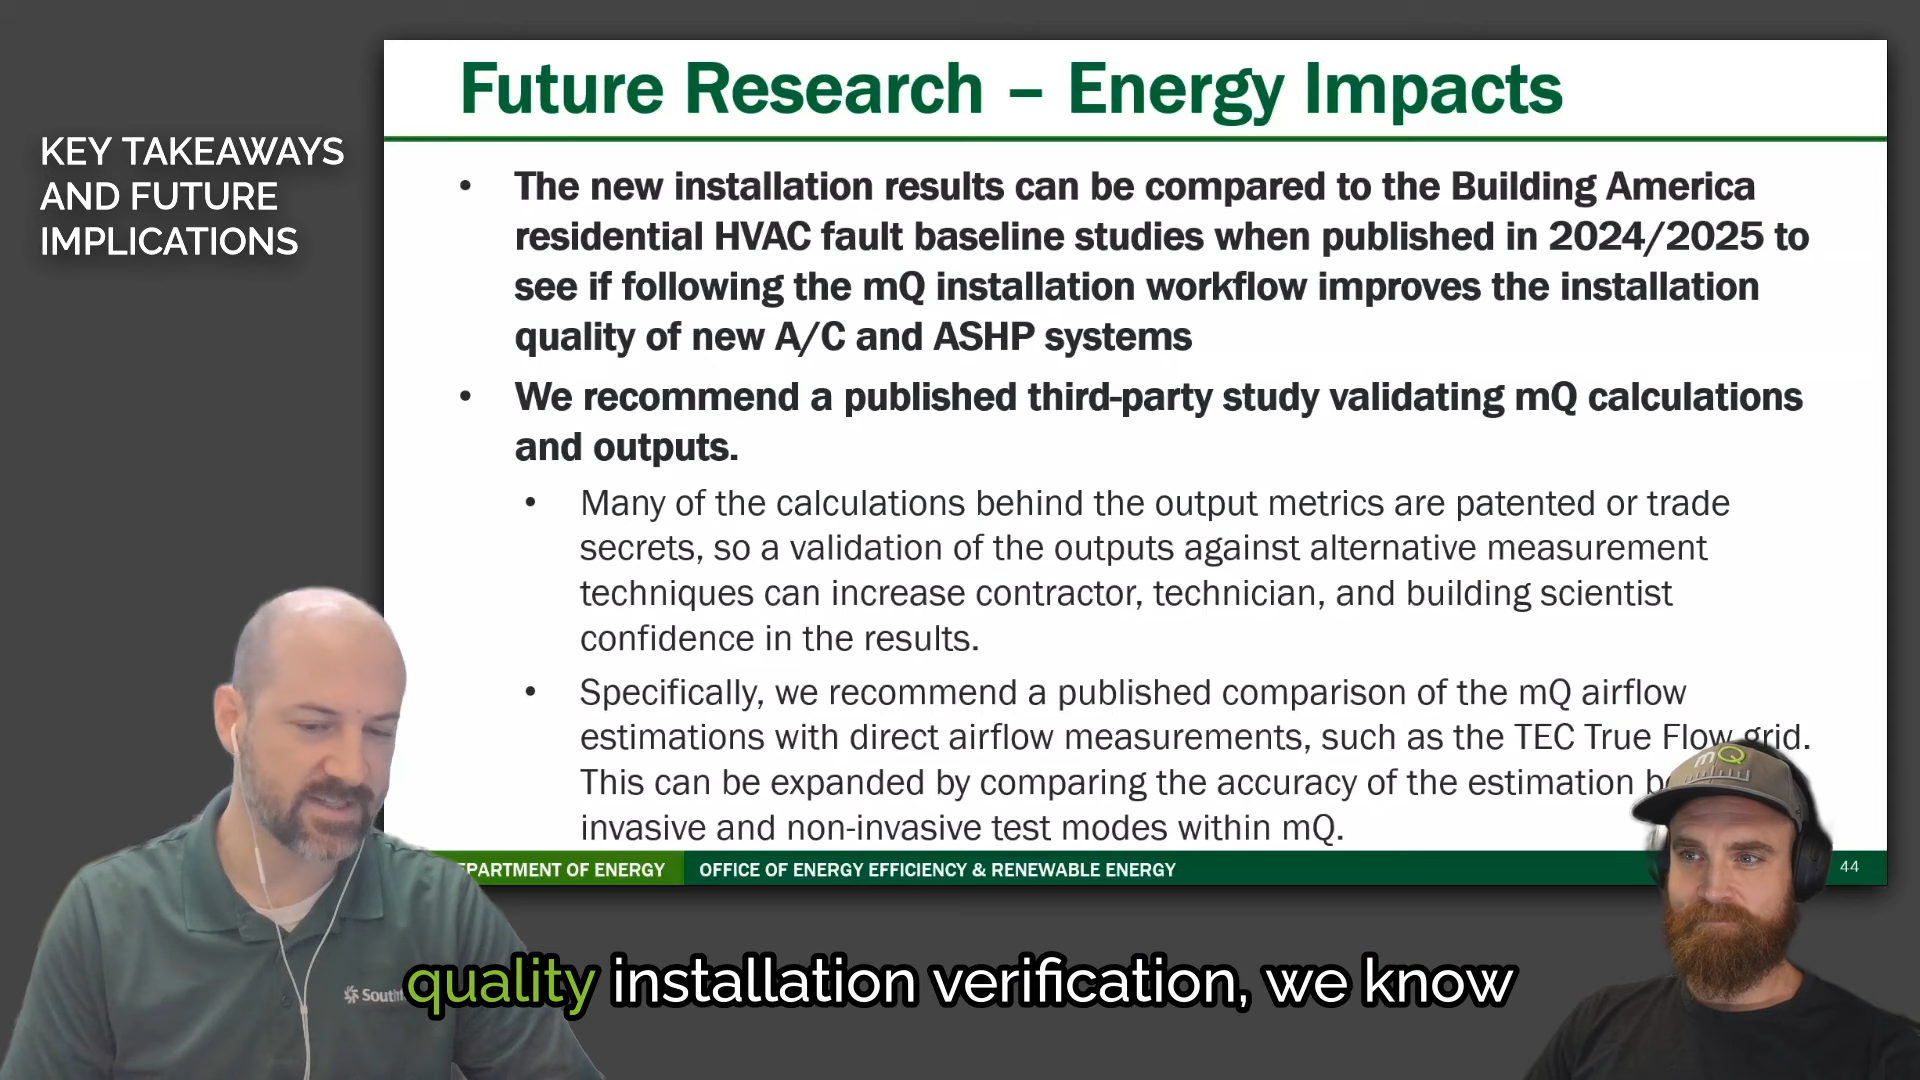 Future Research – Energy Impacts
KEY TAKEAWAYS
AND FUTURE
IMPLICATIONS
• The new installation results can be compared to the Building America
residential HVAC fault baseline studies when published in 2024/2025 to
see if following the mQ installation workflow improves the installation
quality of new A/C and ASHP systems
• We recommend a published third-party study validating mQ calculations
and outputs.
• Many of the calculations behind the output metrics are patented or trade
secrets, so a validation of the outputs against alternative measurement
techniques can increase contractor, technician, and building scientist
confidence in the results.
• Specifically, we recommend a published comparison of the mQ airflow
estimations with direct airflow measurements, such as the TEC True Flow grid.
This can be expanded by comparing the accuracy of the estimation
invasive and non-invasive test modes within mQ.
OF ENERGY
OFFICE OF ENERGY EFFICIENCY & RENEWABLE ENERGY
44
mQ
quality installation verification, we know